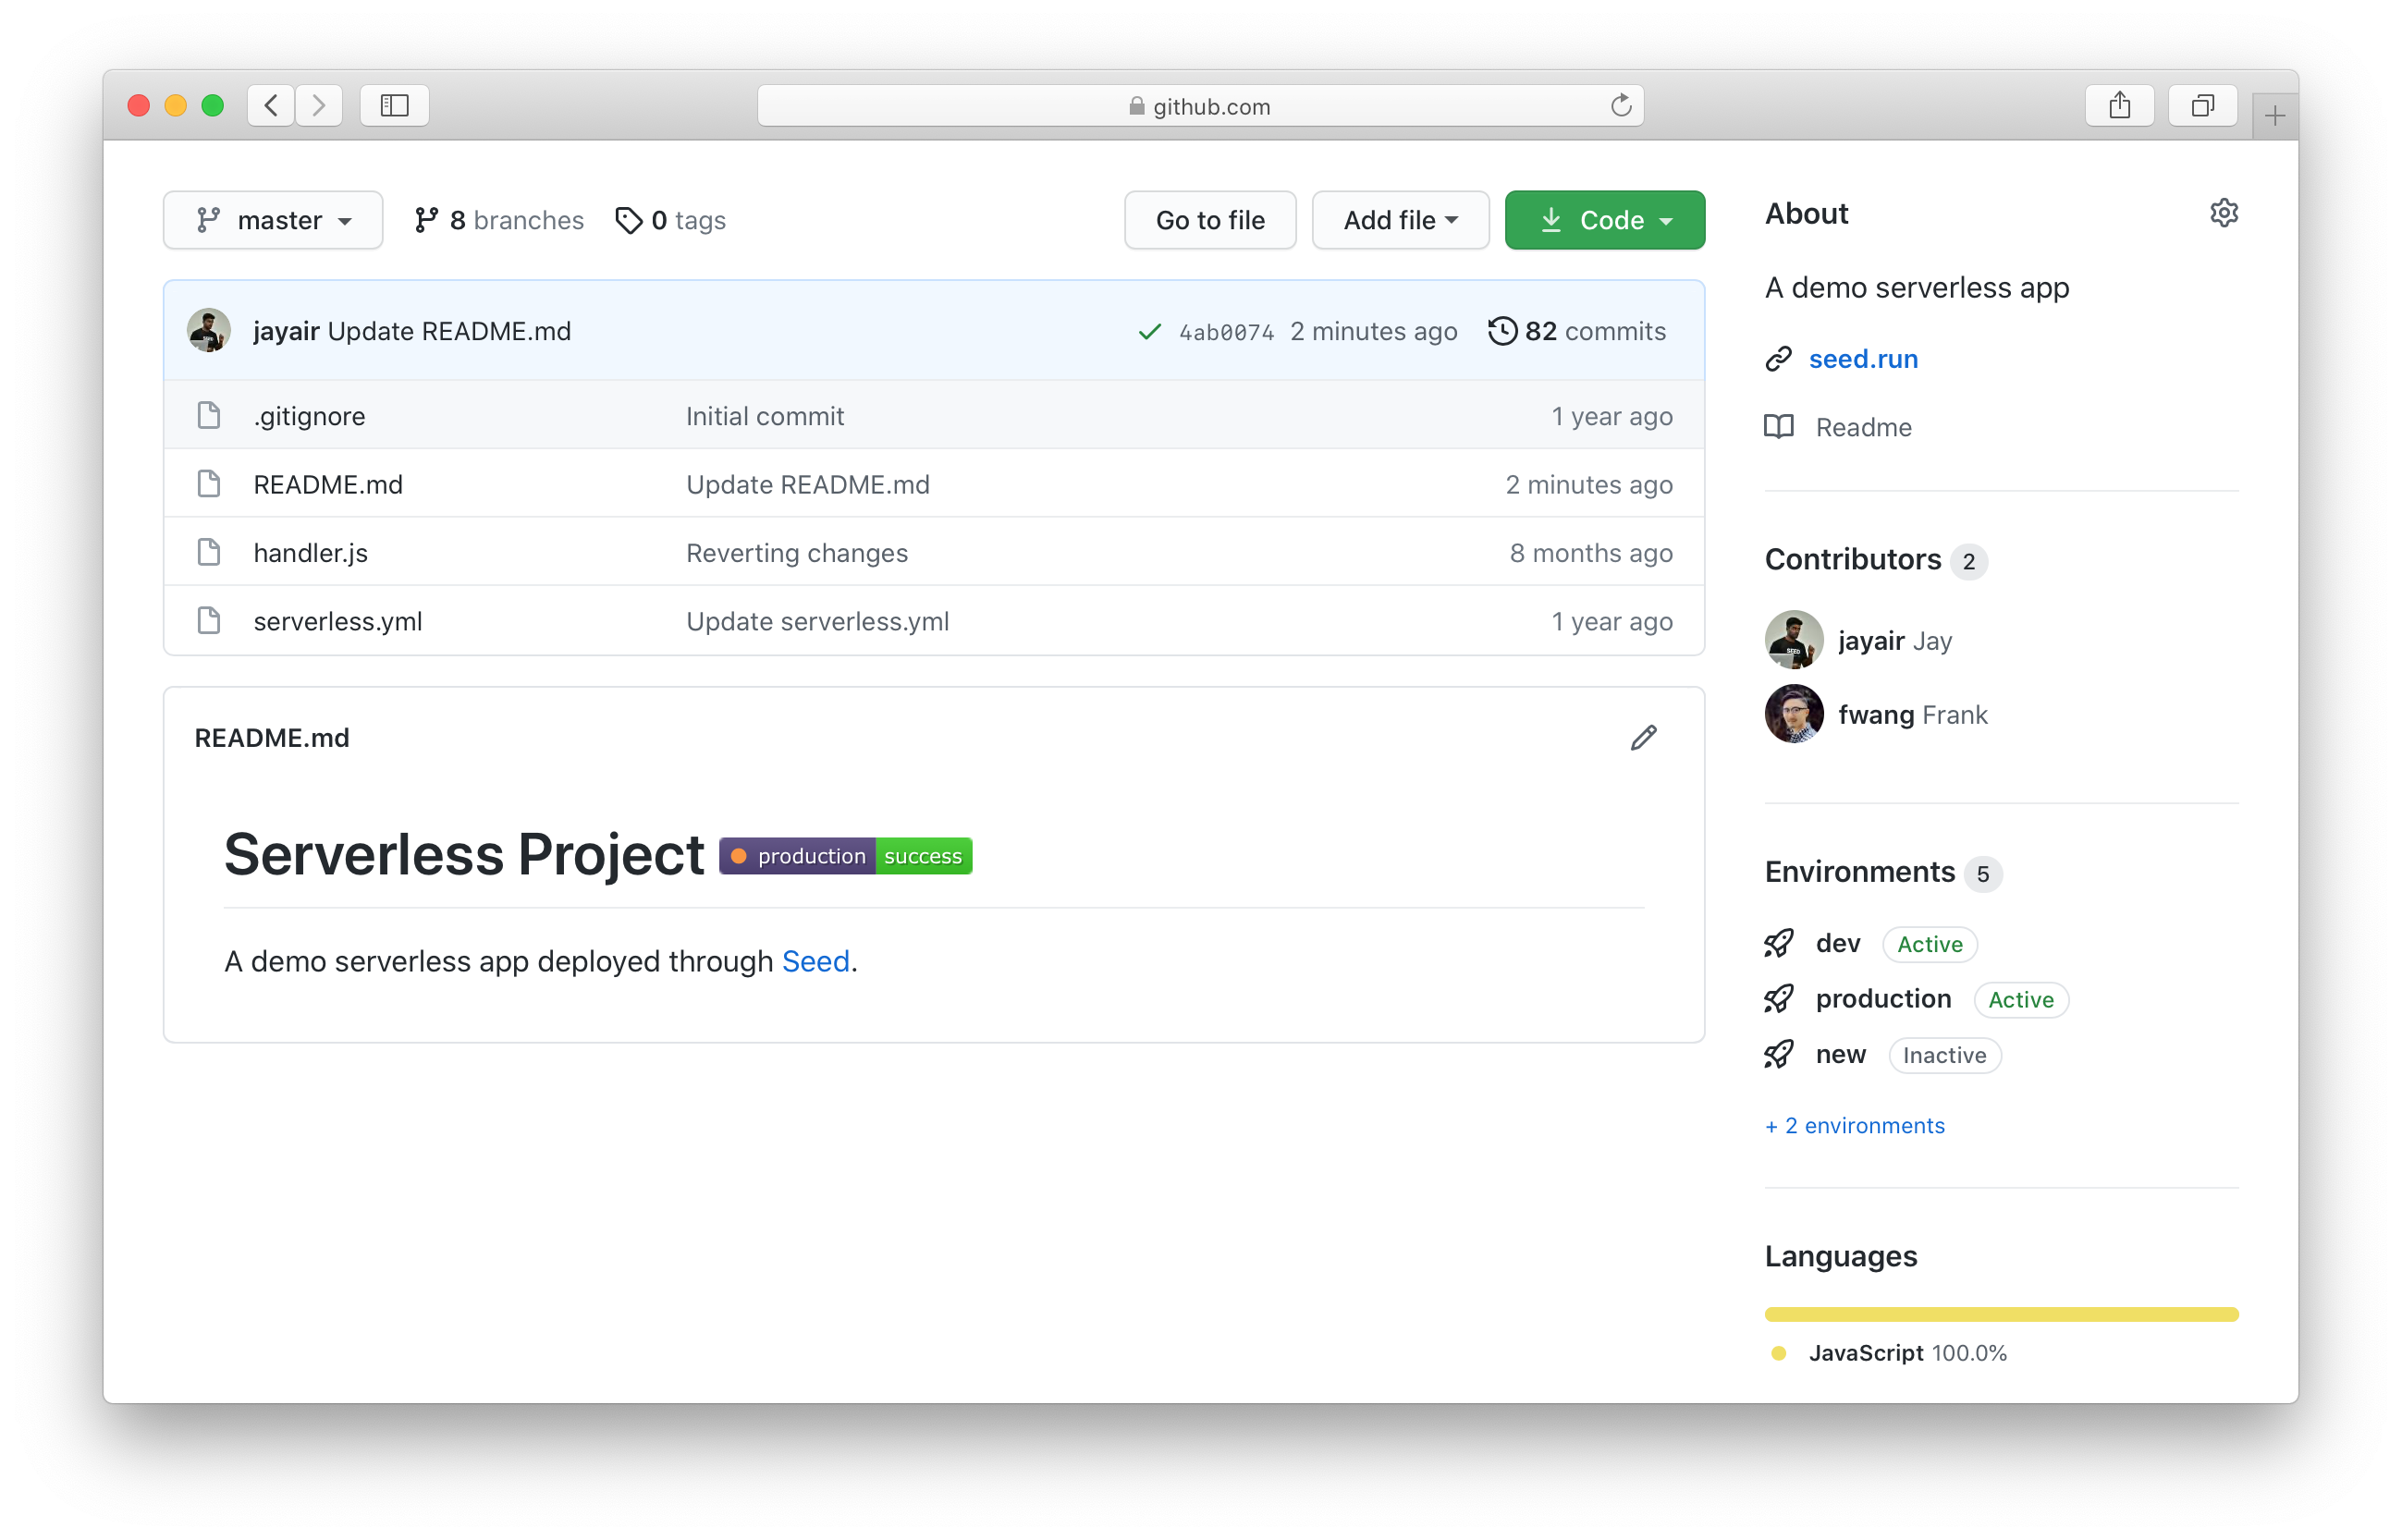 github.com
master 8 branches 0 tags Go to file Add file Code
jayair Update README.md 4ab0074 2 minutes ago 82 commits
.gitignore Initial commit 1 year ago
README.md Update README.md 2 minutes ago
handler.js Reverting changes 8 months ago
serverless.yml Update serverless.yml 1 year ago
README.md
Serverless Project production success
A demo serverless app deployed through Seed.
About
A demo serverless app
seed.run
Readme
Contributors 2
SEED
jayair Jay
fwang Frank
Environments 5
dev Active
production Active
new Inactive
+ 2 environments
Languages
JavaScript 100.0%